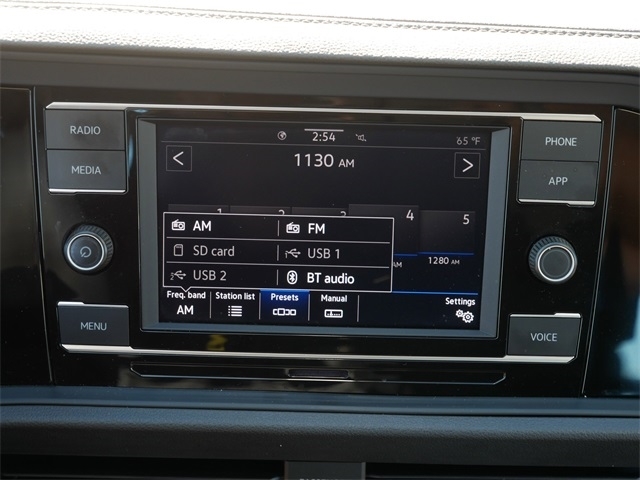 RADIO
MEDIA
MENU
PHONE
APP
VOICE
2:54
65 °F
1130 AM
1 2 3 4 5
AM FM
SD card USB 1
USB 2 BT audio
AM 1280 AM
Freq. band Station list Presets Manual Settings
AM